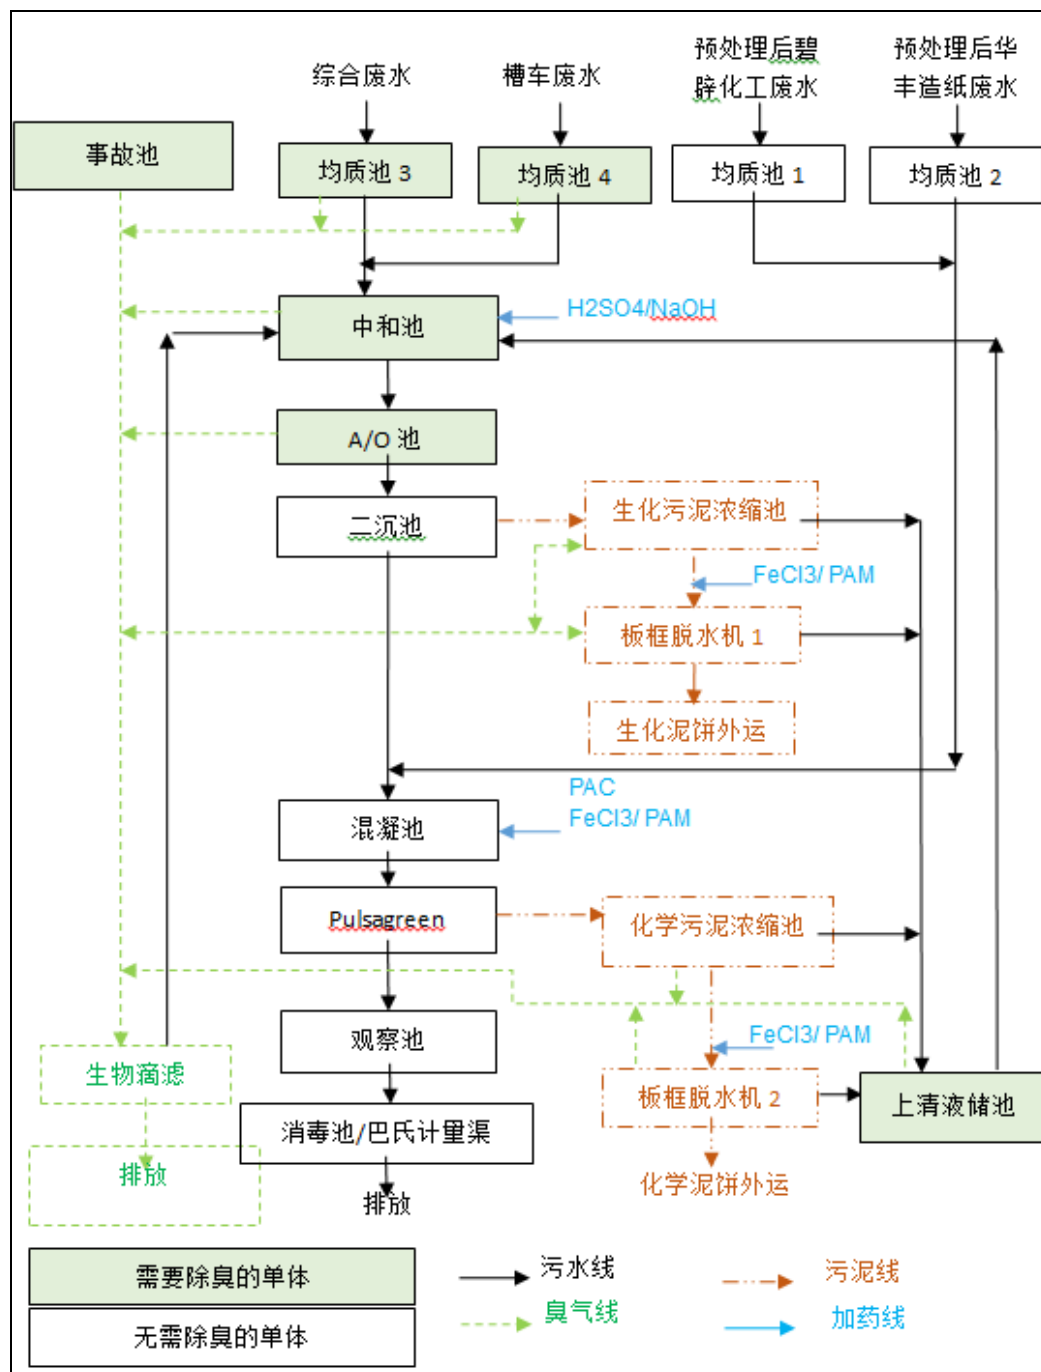 综合废水
槽车废水
预处理后碧
辟化工废水
预处理后华
丰造纸废水
事故池
均质池 3
均质池 4
均质池 1
均质池 2
中和池
H2SO4/NaOH
A/O 池
二沉池
生化污泥浓缩池
FeCl3/ PAM
板框脱水机 1
生化泥饼外运
PAC
FeCl3/ PAM
混凝池
Pulsagreen
化学污泥浓缩池
观察池
FeCl3/ PAM
生物滴滤
板框脱水机 2
上清液储池
消毒池/巴氏计量渠
排放
排放
化学泥饼外运
需要除臭的单体
污水线
污泥线
臭气线
加药线
无需除臭的单体